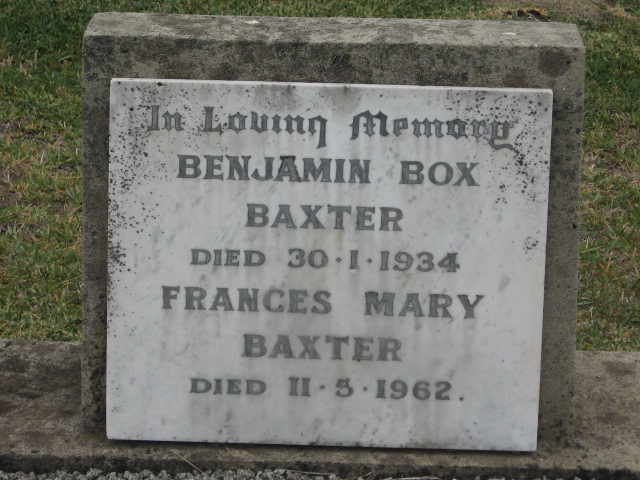 In Loving Memory
BENJAMIN BOX
BAXTER
DIED 30·1·1934
FRANCES MARY
BAXTER
DIED 11·5·1962.